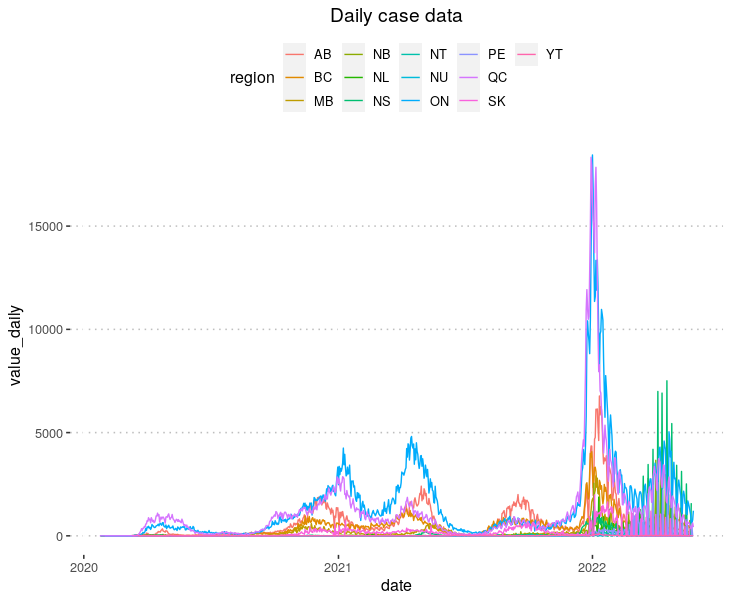 Daily case data
AB NB NT PE YT
region BC NL NU QC
MB NS ON SK
15000
10000
5000
0
value_daily
2020 2021 2022
date